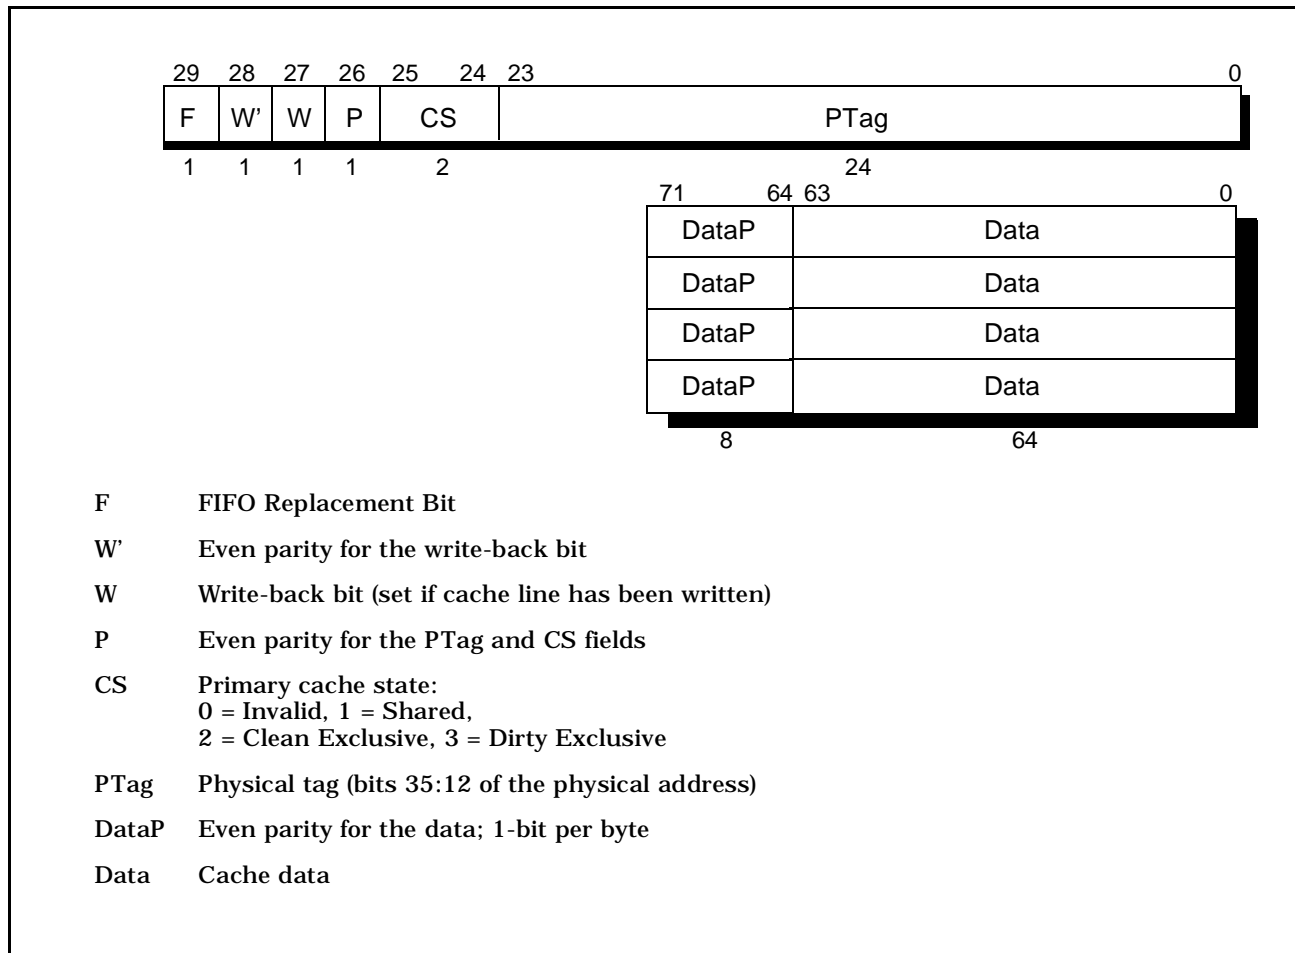 29 28 27 26 25 24 23 0
F W' W P CS PTag
1 1 1 1 2 24
71 64 63 0
DataP Data
DataP Data
DataP Data
DataP Data
8 64
F FIFO Replacement Bit
W' Even parity for the write-back bit
W Write-back bit (set if cache line has been written)
P Even parity for the PTag and CS fields
CS Primary cache state:
0 = Invalid, 1 = Shared,
2 = Clean Exclusive, 3 = Dirty Exclusive
PTag Physical tag (bits 35:12 of the physical address)
DataP Even parity for the data; 1-bit per byte
Data Cache data